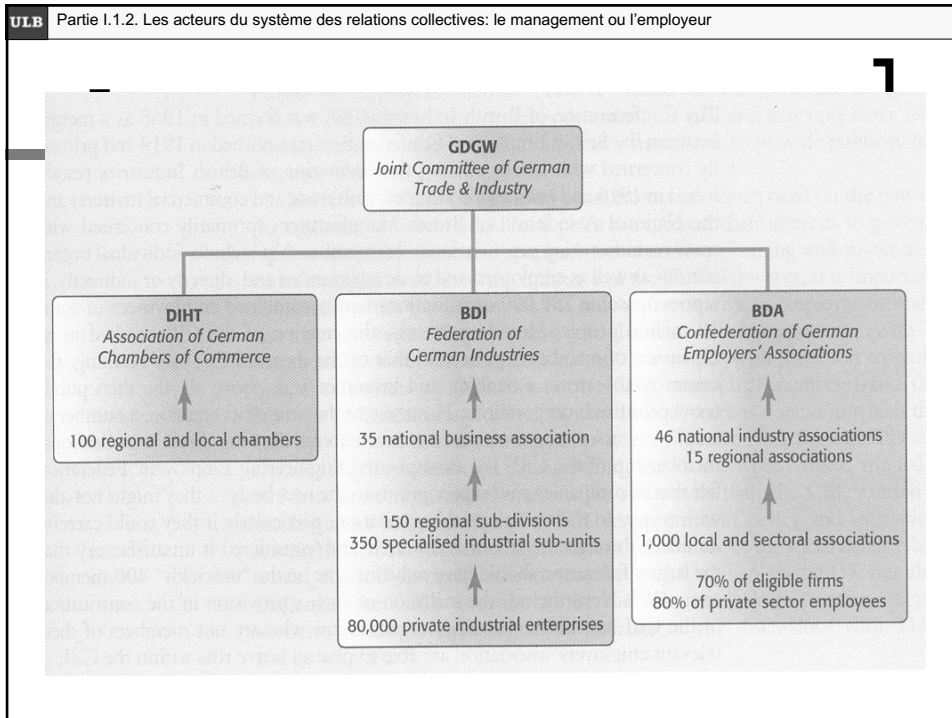 ULB Partie I.1.2. Les acteurs du système des relations collectives: le management ou l'employeur
GDGW
Joint Committee of German
Trade & Industry
DIHT
Association of German
Chambers of Commerce
100 regional and local chambers
BDI
Federation of
German Industries
35 national business association
150 regional sub-divisions
350 specialised industrial sub-units
80,000 private industrial enterprises
BDA
Confederation of German
Employers' Associations
46 national industry associations
15 regional associations
1,000 local and sectoral associations
70% of eligible firms
80% of private sector employees